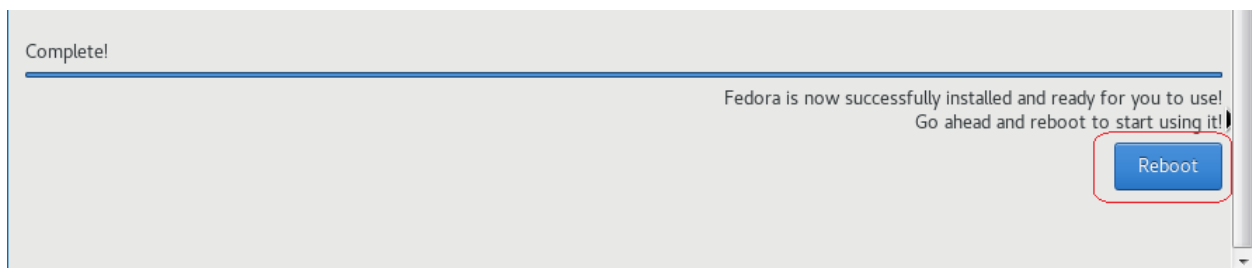 Complete!
Fedora is now successfully installed and ready for you to use!
Go ahead and reboot to start using it!
Reboot